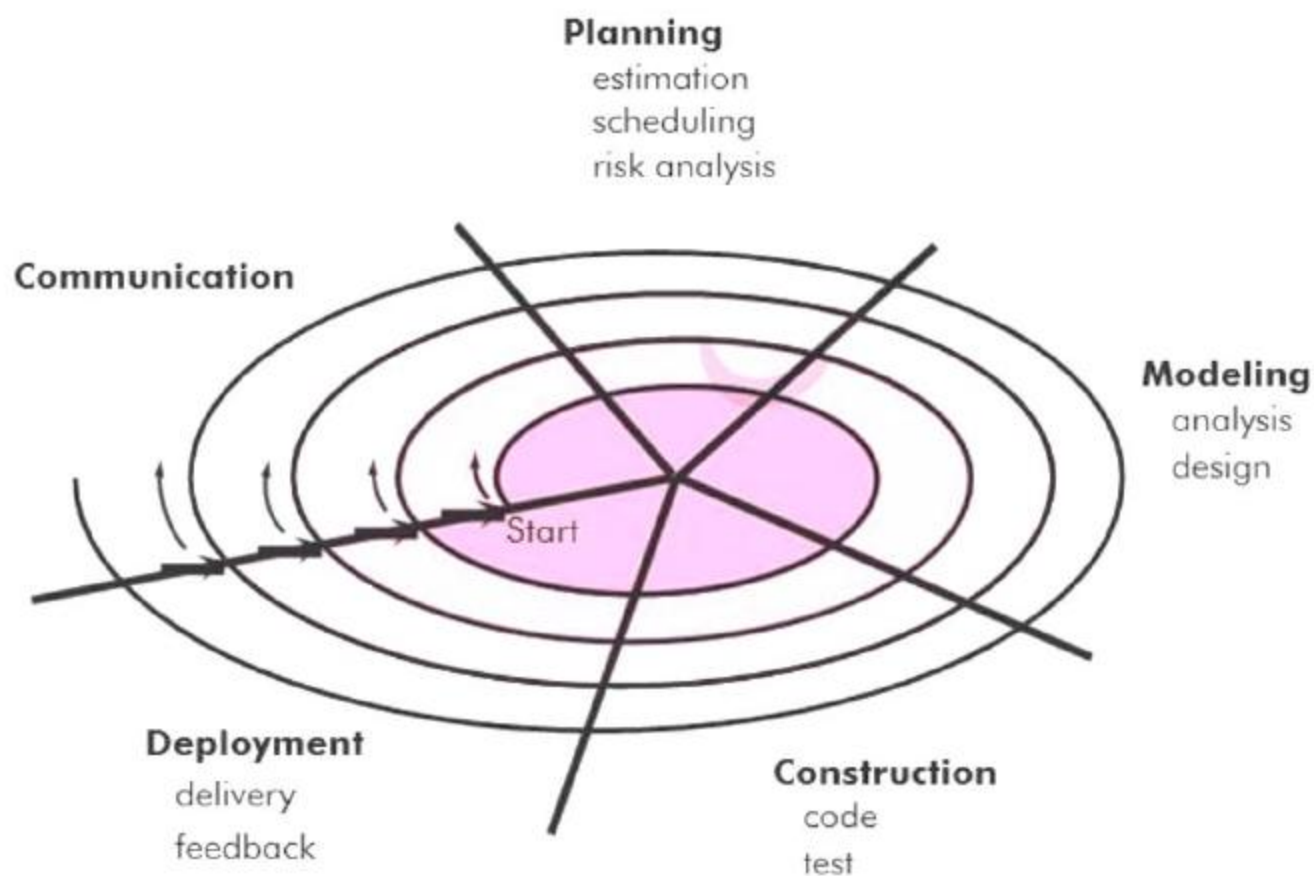 Planning
estimation
scheduling
risk analysis
Communication
Modeling
analysis
design
Start
Deployment
delivery
feedback
Construction
code
test